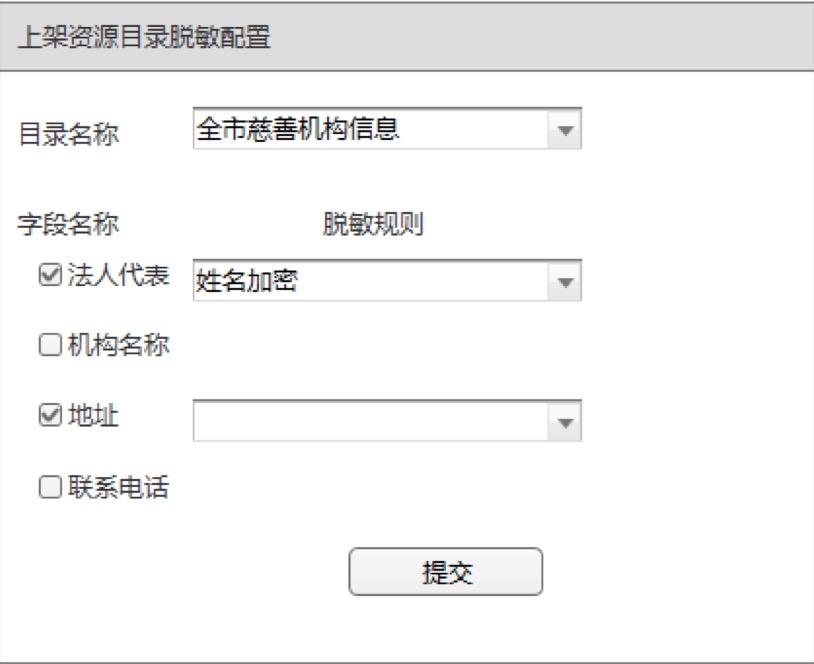 上架资源目录脱敏配置
目录名称 全市慈善机构信息
字段名称 脱敏规则
法人代表 姓名加密
机构名称
地址
联系电话
提交